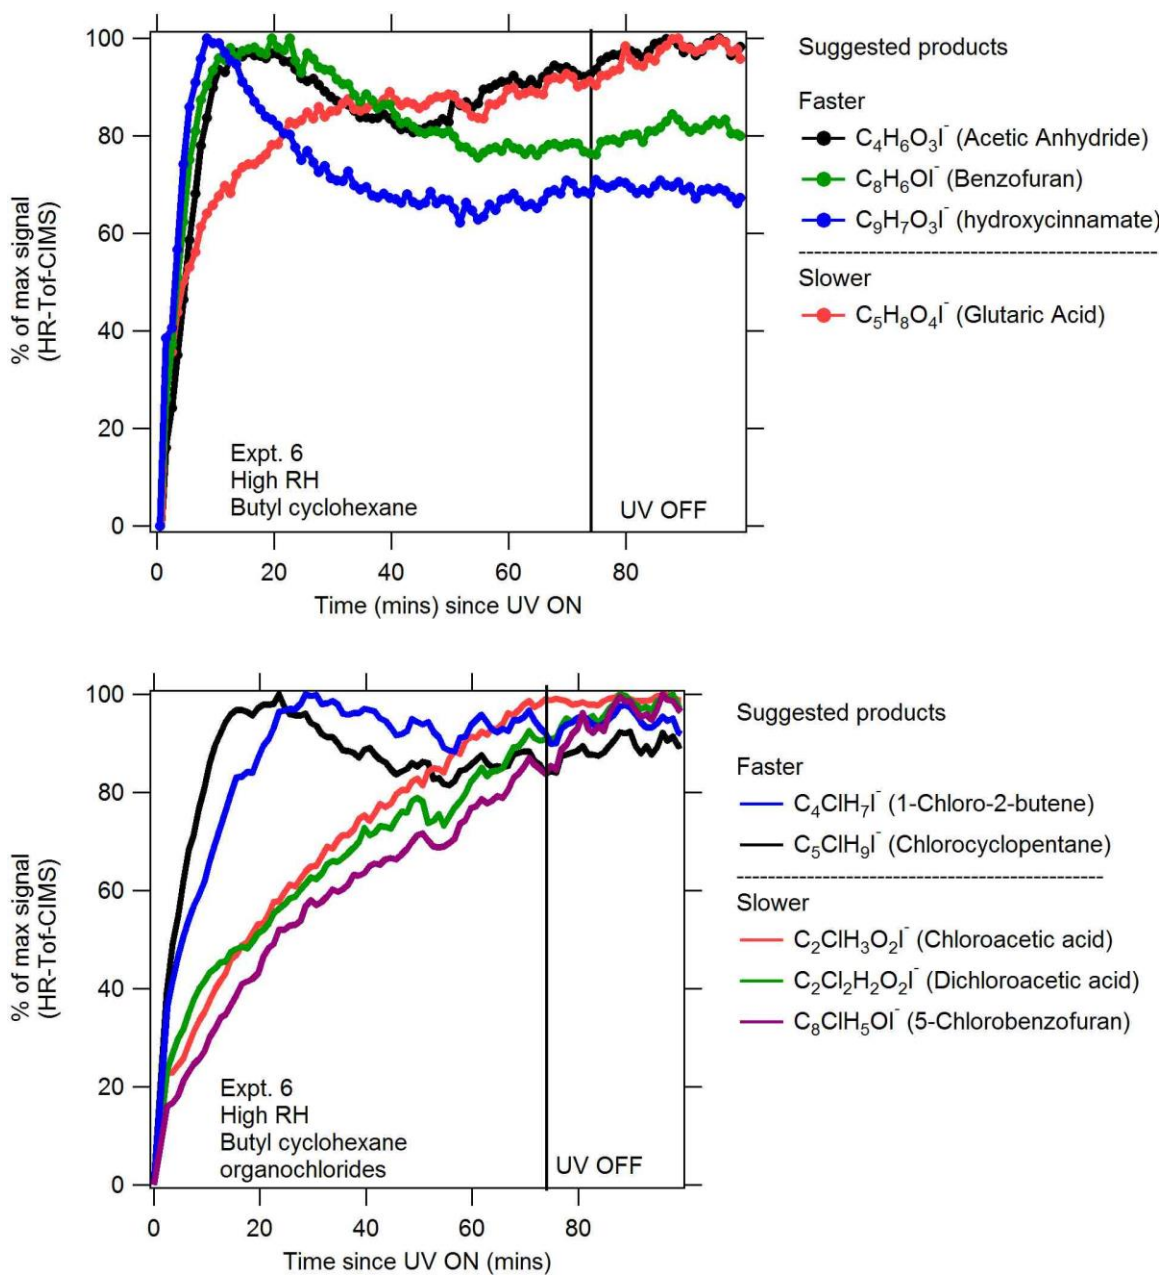 100
80
60
40
20
0
% of max signal
(HR-Tof-CIMS)
Expt. 6
High RH
Butyl cyclohexane
UV OFF
0 20 40 60 80
Time (mins) since UV ON
Suggested products
Faster
C₄H₆O₃I⁻ (Acetic Anhydride)
C₈H₆OI⁻ (Benzofuran)
C₉H₇O₃I⁻ (hydroxycinnamate)
Slower
C₅H₈O₄I⁻ (Glutaric Acid)
100
80
60
40
20
0
% of max signal
(HR-Tof-CIMS)
Expt. 6
High RH
Butyl cyclohexane
organochlorides
UV OFF
0 20 40 60 80
Time since UV ON (mins)
Suggested products
Faster
C₄ClH₇I⁻ (1-Chloro-2-butene)
C₅ClH₉I⁻ (Chlorocyclopentane)
Slower
C₂ClH₃O₂I⁻ (Chloroacetic acid)
C₂Cl₂H₂O₂I⁻ (Dichloroacetic acid)
C₈ClH₅OI⁻ (5-Chlorobenzofuran)